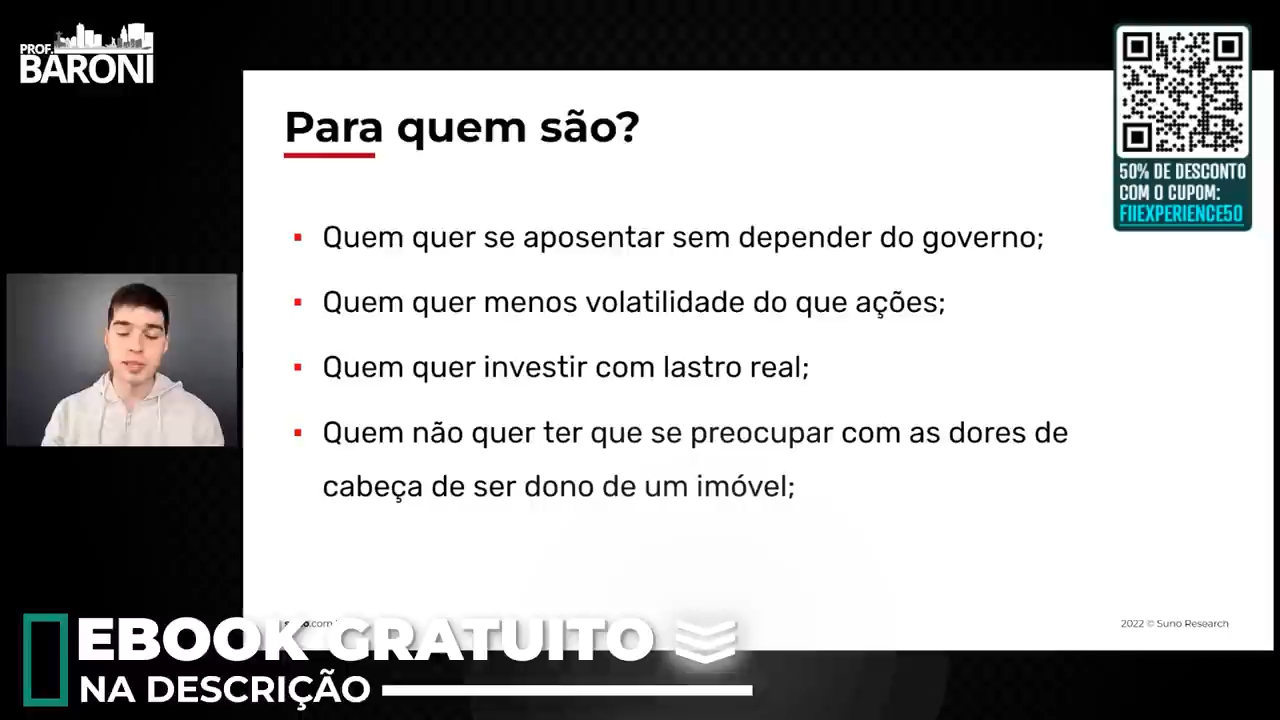 PROF.
BARONI
Para quem são?
50% DE DESCONTO
COM O CUPOM:
FIIEXPERIENCE50
Quem quer se aposentar sem depender do governo;
Quem quer menos volatilidade do que ações;
Quem quer investir com lastro real;
Quem não quer ter que se preocupar com as dores de
cabeça de ser dono de um imóvel;
2022 © Suno Research
EBOOK GRATUITO
NA DESCRIÇÃO